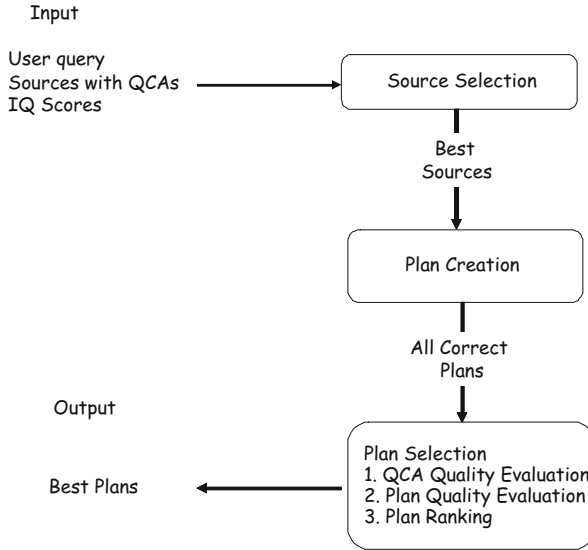 Input
User query
Sources with QCAs
IQ Scores
Source Selection
Best
Sources
Plan Creation
All Correct
Plans
Output
Best Plans
Plan Selection
1. QCA Quality Evaluation
2. Plan Quality Evaluation
3. Plan Ranking